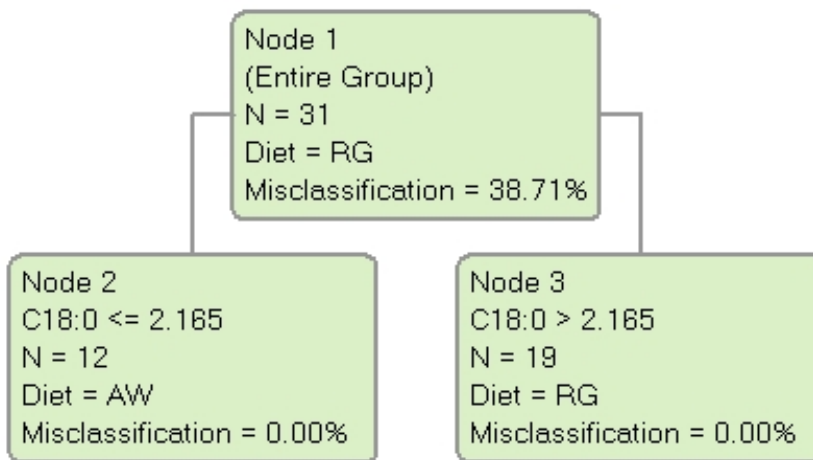 Node 1
(Entire Group)
N = 31
Diet = RG
Misclassification = 38.71%
Node 2
C18:0 <= 2.165
N = 12
Diet = AW
Misclassification = 0.00%
Node 3
C18:0 > 2.165
N = 19
Diet = RG
Misclassification = 0.00%